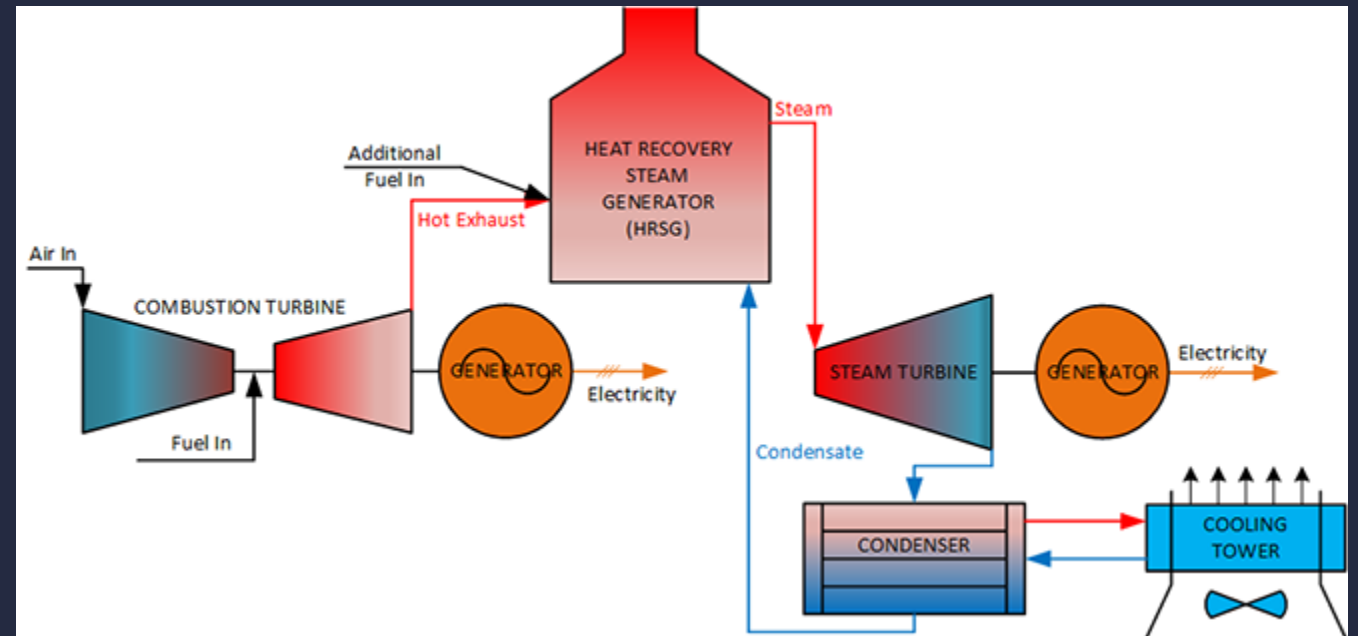 Steam
HEAT RECOVERY
STEAM
GENERATOR
(HRSG)
Additional
Fuel In
Hot Exhaust
Air In
COMBUSTION TURBINE
GENERATOR
Electricity
Fuel In
STEAM TURBINE
GENERATOR
Electricity
Condensate
CONDENSER
COOLING
TOWER